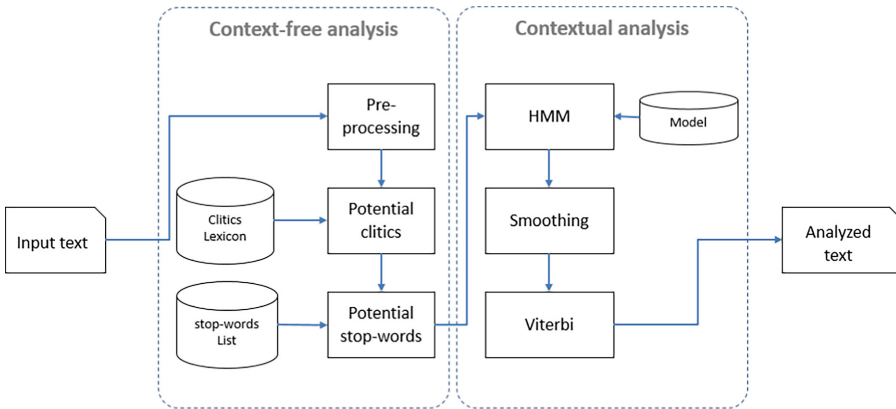 Context-free analysis
Contextual analysis
Pre-
processing
HMM
Model
Clitics
Lexicon
Potential
clitics
Smoothing
Input text
Analyzed
text
stop-words
List
Potential
stop-words
Viterbi